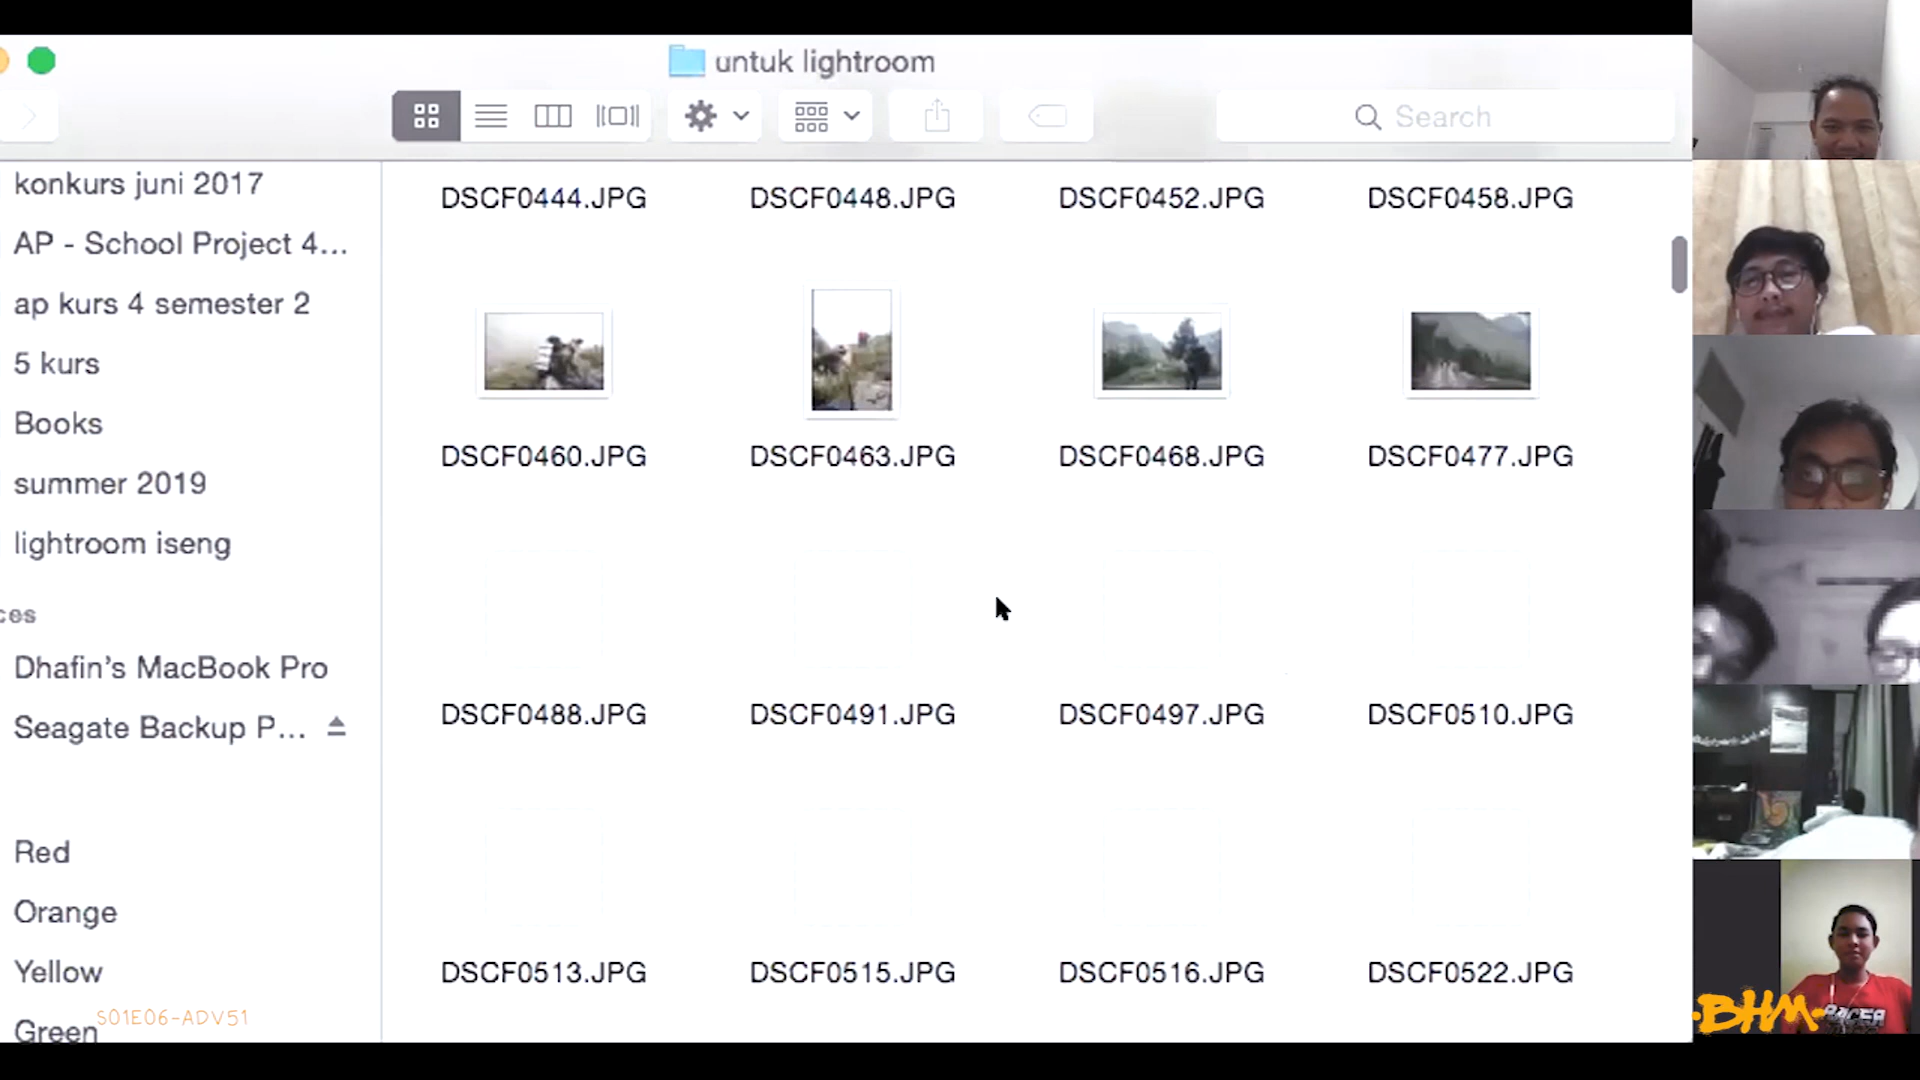 untuk lightroom
Search
konkurs juni 2017
AP - School Project 4...
ap kurs 4 semester 2
5 kurs
Books
summer 2019
lightroom iseng
ces
Dhafin's MacBook Pro
Seagate Backup P...
Red
Orange
Yellow
Green
S01E06-ADV51
DSCF0444.JPG DSCF0448.JPG DSCF0452.JPG DSCF0458.JPG
DSCF0460.JPG DSCF0463.JPG DSCF0468.JPG DSCF0477.JPG
DSCF0488.JPG DSCF0491.JPG DSCF0497.JPG DSCF0510.JPG
DSCF0513.JPG DSCF0515.JPG DSCF0516.JPG DSCF0522.JPG
BHM